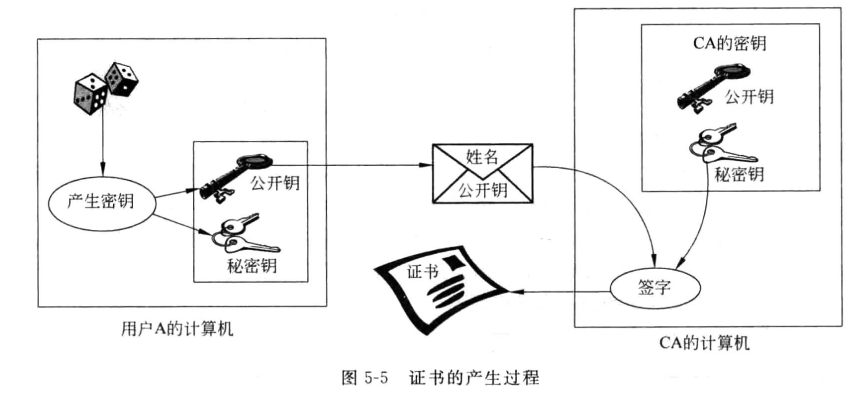 产生密钥
公开钥
秘密钥
用户A的计算机
姓名
公开钥
证书
CA的密钥
公开钥
秘密钥
签字
CA的计算机
图 5-5 证书的产生过程